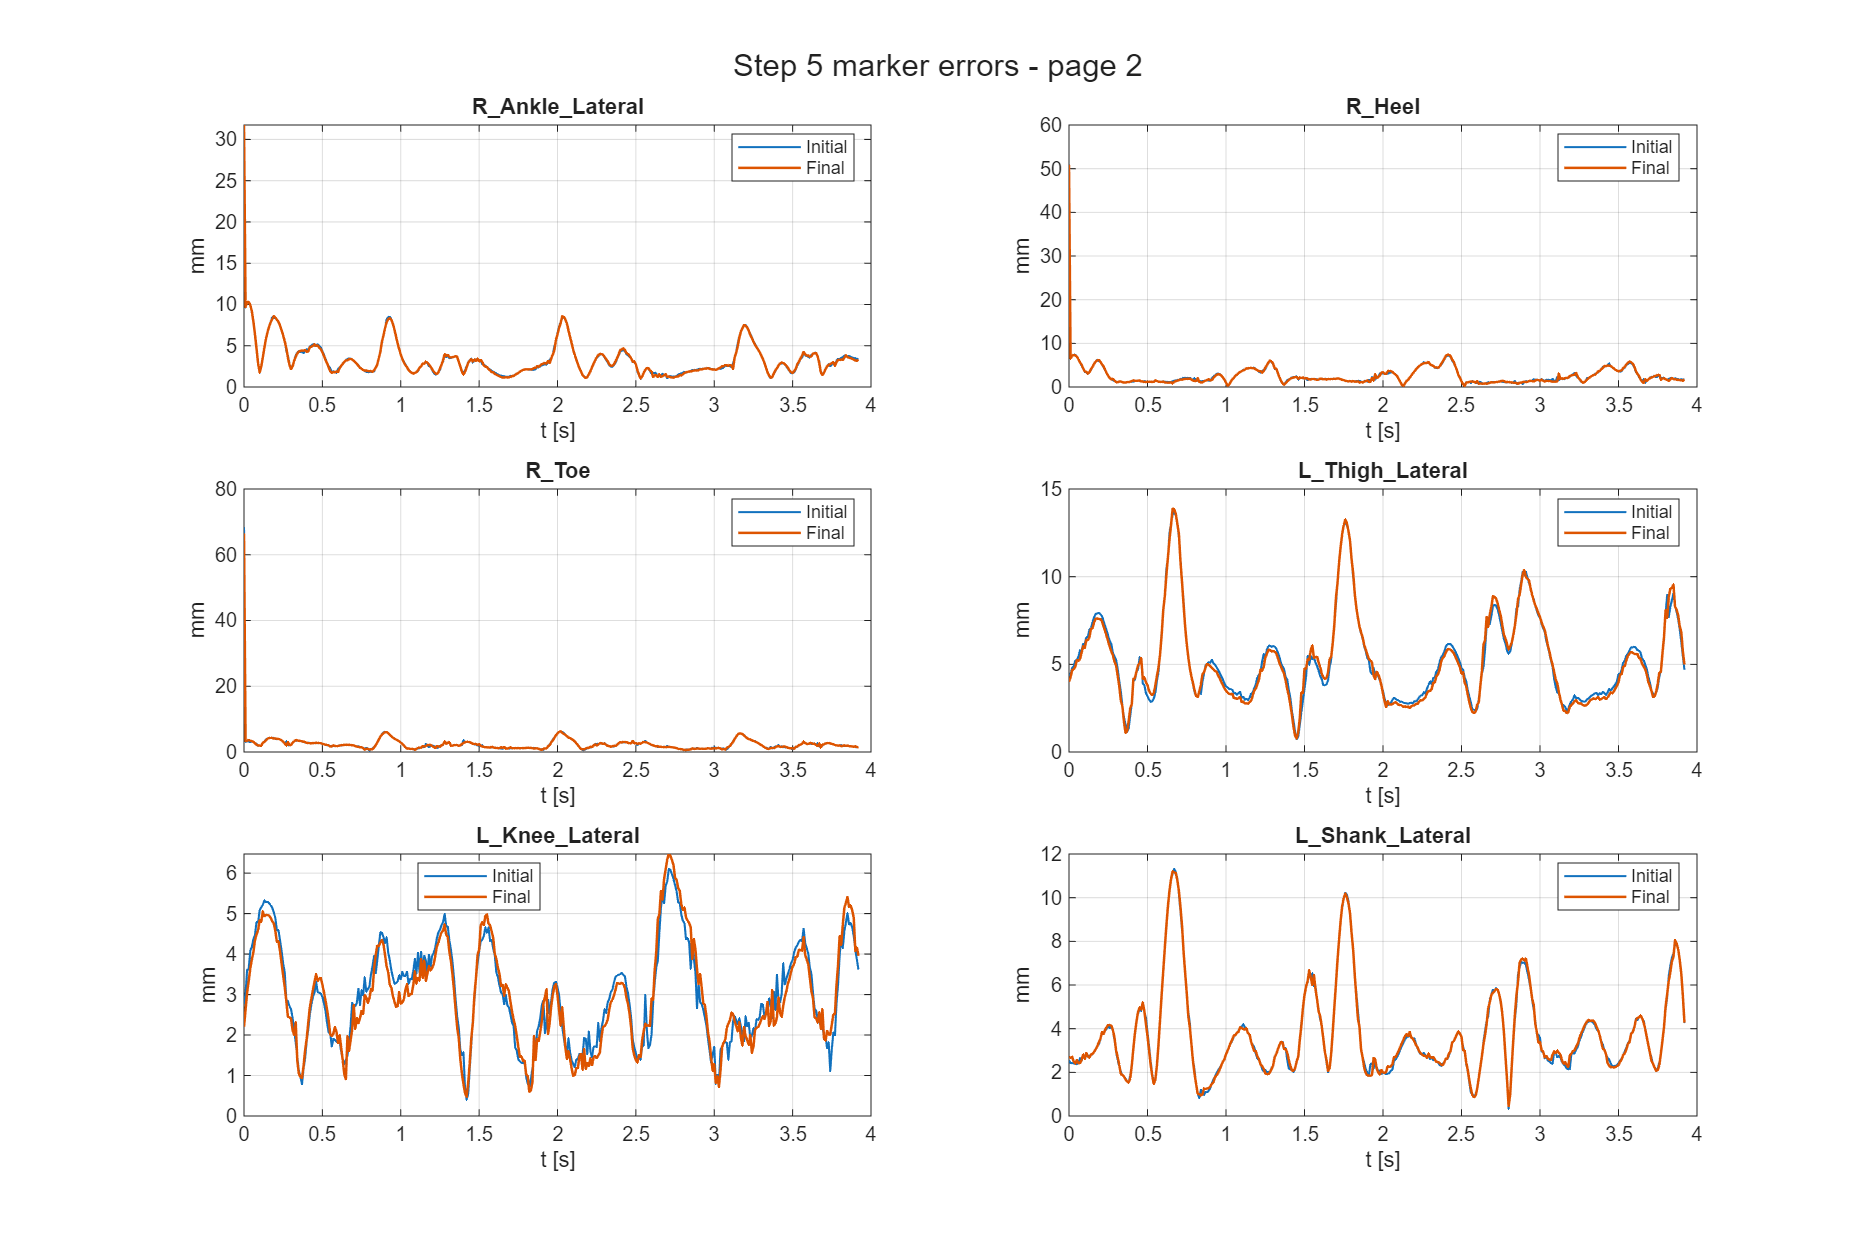 Step 5 marker errors - page 2
R_Ankle_Lateral
30
25
20
15
10
5
0
mm
0 0.5 1 1.5 2 2.5 3 3.5 4
t [s]
Initial
Final
R_Heel
60
50
40
30
20
10
0
mm
0 0.5 1 1.5 2 2.5 3 3.5 4
t [s]
Initial
Final
R_Toe
80
60
40
20
0
mm
0 0.5 1 1.5 2 2.5 3 3.5 4
t [s]
Initial
Final
L_Thigh_Lateral
15
10
5
0
mm
0 0.5 1 1.5 2 2.5 3 3.5 4
t [s]
Initial
Final
L_Knee_Lateral
6
5
4
3
2
1
0
mm
0 0.5 1 1.5 2 2.5 3 3.5 4
t [s]
Initial
Final
L_Shank_Lateral
12
10
8
6
4
2
0
mm
0 0.5 1 1.5 2 2.5 3 3.5 4
t [s]
Initial
Final